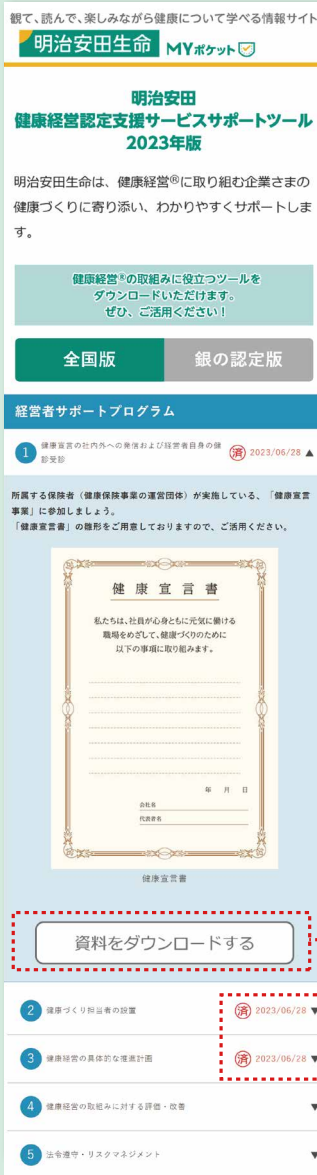 観て、読んで、楽しみながら健康について学べる情報サイト
明治安田生命 MYポケット
明治安田
健康経営認定支援サービスサポートツール
2023年版
明治安田生命は、健康経営®に取り組む企業さまの
健康づくりに寄り添い、わかりやすくサポートしま
す。
健康経営®の取組みに役立つツールを
ダウンロードいただけます。
ぜひ、ご活用ください！
全国版 銀の認定版
経営者サポートプログラム
1 健康宣言の社内外への発信および経営者自身の健
診受診 済 2023/06/28 ▲
所属する保険者（健康保険事業の運営団体）が実施している、「健康宣言
事業」に参加しましょう。
「健康宣言書」の雛形をご用意しておりますので、ご活用ください。
健康宣言書
私たちは、社員が心身ともに元気に働ける
職場をめざして、健康づくりのために
以下の事項に取り組みます。
年 月 日
会社名
代表者名
健康宣言書
資料をダウンロードする
2 健康づくり担当者の設置 済 2023/06/28 ▼
3 健康経営の具体的な推進計画 済 2023/06/28 ▼
4 健康経営の取組みに対する評価・改善 ▼
5 法令遵守・リスクマネジメント ▼